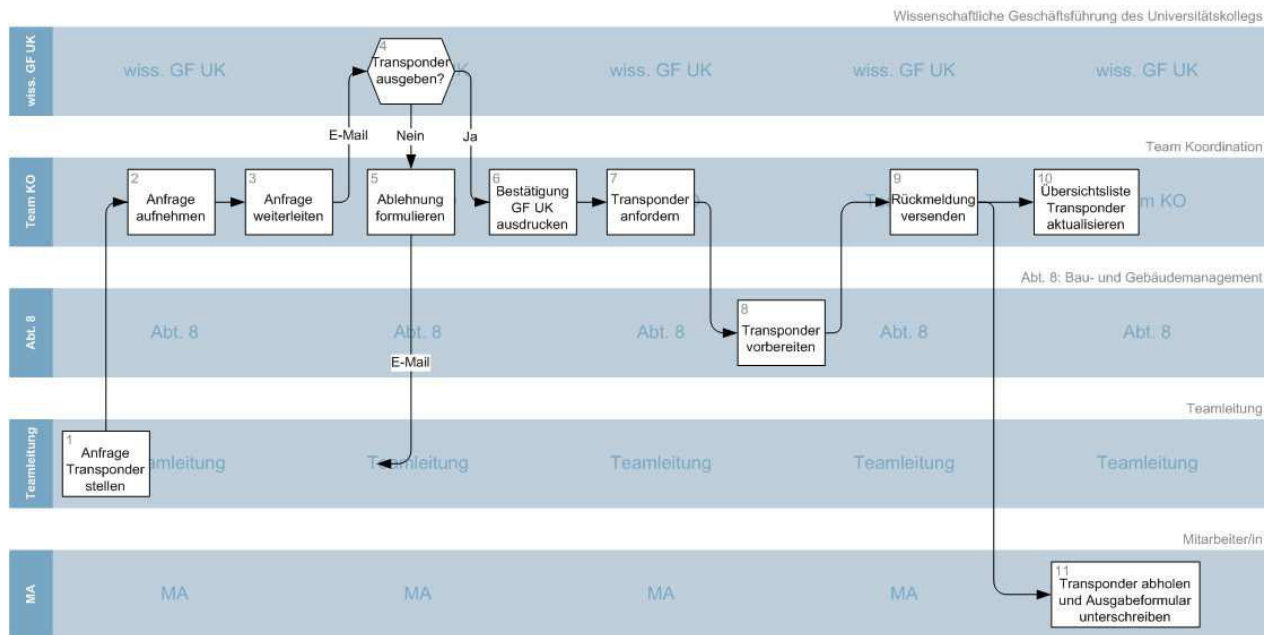 Wissenschaftliche Geschäftsführung des Universitätskollegs
wiss. GF UK
wiss. GF UK
4
Transponder
ausgeben?
UK
wiss. GF UK
wiss. GF UK
wiss. GF UK
E-Mail
Nein
Ja
Team Koordination
Team KO
2
Anfrage
aufnehmen
3
Anfrage
weiterleiten
5
Ablehnung
formulieren
6
Bestätigung
GF UK
ausdrucken
7
Transponder
anfordern
9
Rückmeldung
versenden
10
Übersichtsliste
Transponder
aktualisieren
m KO
Abt. 8: Bau- und Gebäudemanagement
Abt. 8
Abt. 8
Abt. 8
Abt. 8
8
Transponder
vorbereiten
Abt. 8
Abt. 8
E-Mail
Teamleitung
Teamleitung
1
Anfrage
Transponder
stellen
amleitung
Teamleitung
Teamleitung
Teamleitung
Teamleitung
Mitarbeiter/in
MA
MA
MA
MA
MA
11
Transponder abholen
und Ausgabeformular
unterschreiben